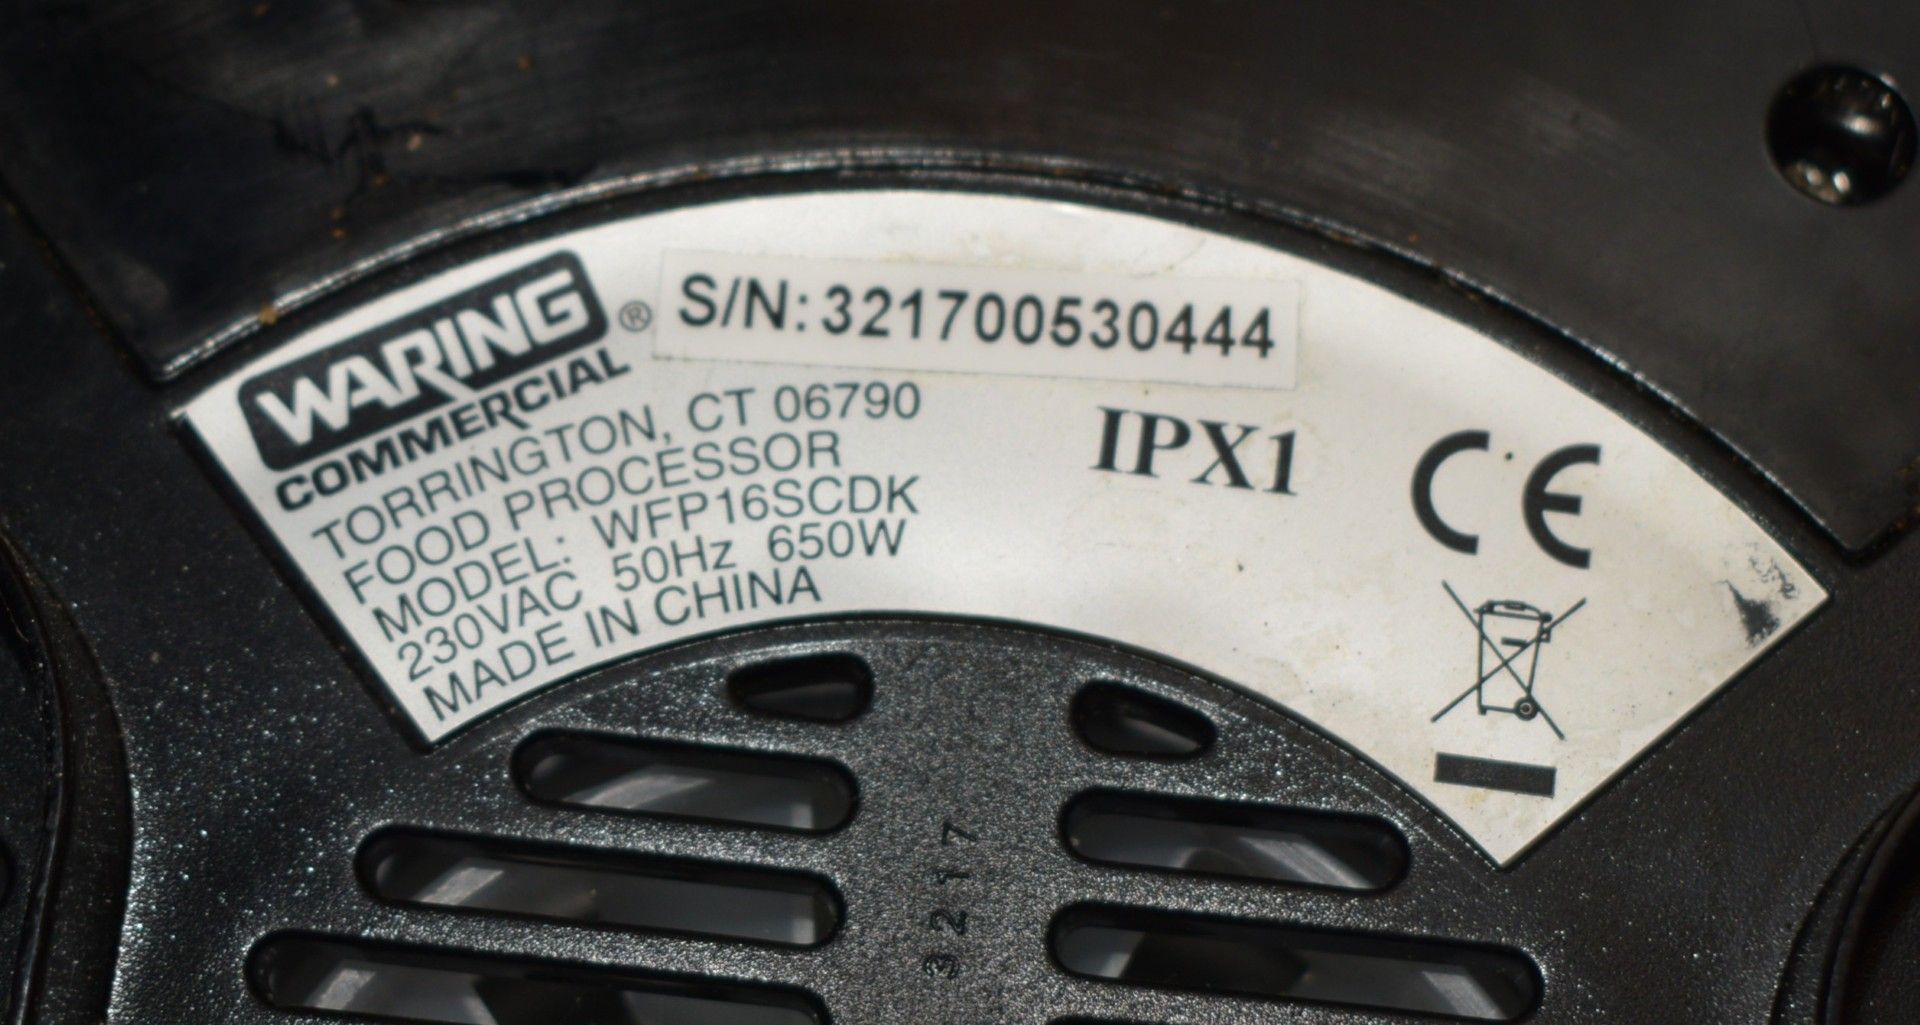 WARING®
COMMERCIAL
S/N: 321700530444
TORRINGTON, CT 06790
FOOD PROCESSOR
MODEL: WFP16SCDK
230VAC 50Hz 650W
MADE IN CHINA
IPX1
CE
3217